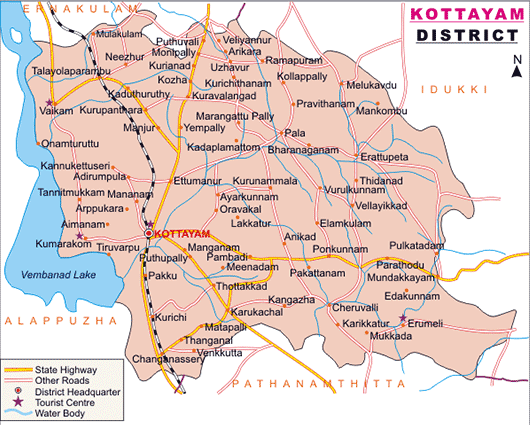 ERNAKULAM
KOTTAYAM
DISTRICT
N
IDUKKI
Mulakulam
Puthuvali
Veliyannur
Monipally
Arikara
Neezhur
Kurianad
Uzhavur
Ramapuram
Talayolaparambu
Kozha
Kurichithanam
Kollappally
Melukavdu
Kaduthuruthy
Kuravalangad
Vaikam
Kurupanthara
Pravithanam
Mankombu
Marangattu Pally
Manjur
Yempally
Pala
Onamturuttu
Kadaplamattom
Bharananganam
Erattupeta
Kannukettuseri
Adirumpula
Ettumanur
Kurunammala
Thidanad
Tannitmukkam
Mananam
Ayarkunnam
Vurulkunnam
Arppukara
Oravakal
Vellayikkad
Aimanam
Lakkatur
Elamkulam
KOTTAYAM
Kumarakom
Tiruvarpu
Manganam
Anikad
Ponkunnam
Pulkatadam
Puthupally
Pambadi
Parathodu
Vembanad Lake
Pakku
Meenadam
Pakattanam
Mundakkayam
Thottakkad
Edakunnam
Kangazha
Cheruvalli
ALAPPUZHA
Kurichi
Karukachal
Karikkatur
Erumeli
Matapalli
Mukkada
Thanganal
Venkkutta
Changanassery
PATHANAMTHITTA
State Highway
Other Roads
District Headquarter
Tourist Centre
Water Body